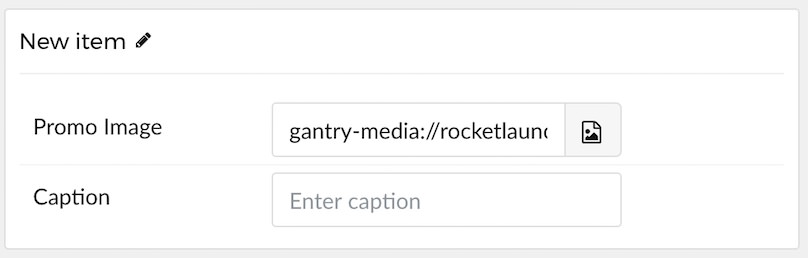 New item
Promo Image
gantry-media://rocketlaunc
Caption
Enter caption